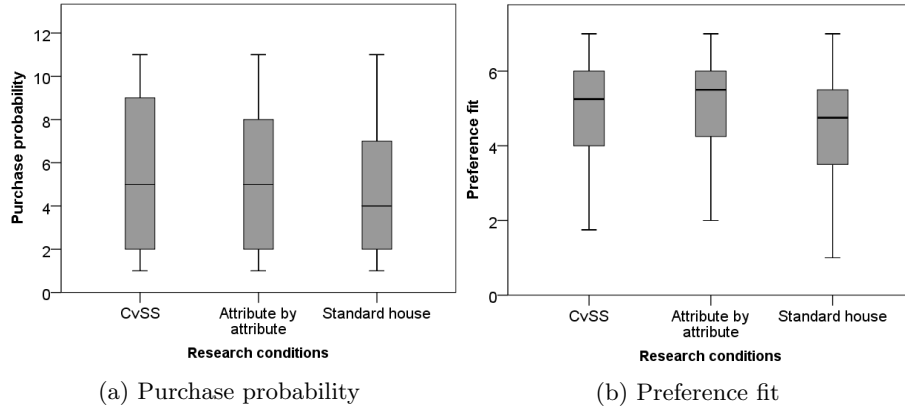 Purchase probability
12
10
8
6
4
2
0
CvSS
Attribute by
attribute
Standard house
Research conditions
(a) Purchase probability
Preference fit
6
4
2
0
CvSS
Attribute by
attribute
Standard house
Research conditions
(b) Preference fit